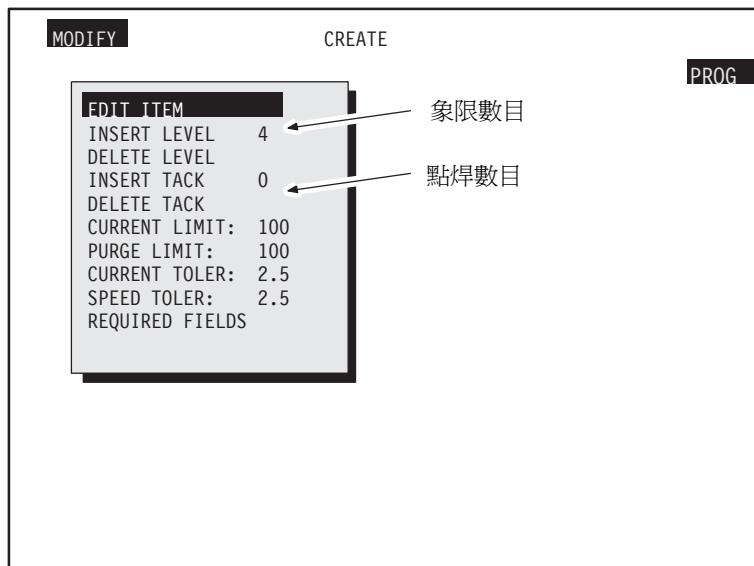 MODIFY
CREATE
PROG
EDIT ITEM
INSERT LEVEL 4
DELETE LEVEL
INSERT TACK 0
DELETE TACK
CURRENT LIMIT: 100
PURGE LIMIT: 100
CURRENT TOLER: 2.5
SPEED TOLER: 2.5
REQUIRED FIELDS
象限數目
點焊數目